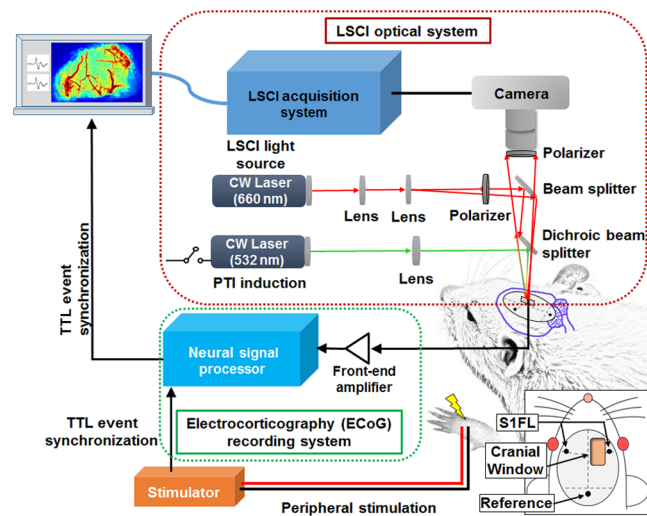 LSCI optical system
LSCI acquisition
system
Camera
LSCI light
source
Polarizer
CW Laser
(660 nm)
Beam splitter
Lens
Lens
Polarizer
CW Laser
(532 nm)
Dichroic beam
splitter
PTI induction
Lens
TTL event
synchronization
Neural signal
processor
Front-end
amplifier
TTL event
synchronization
Electrocorticography (ECoG)
recording system
S1FL
Cranial
Window
Stimulator
Reference
Peripheral stimulation